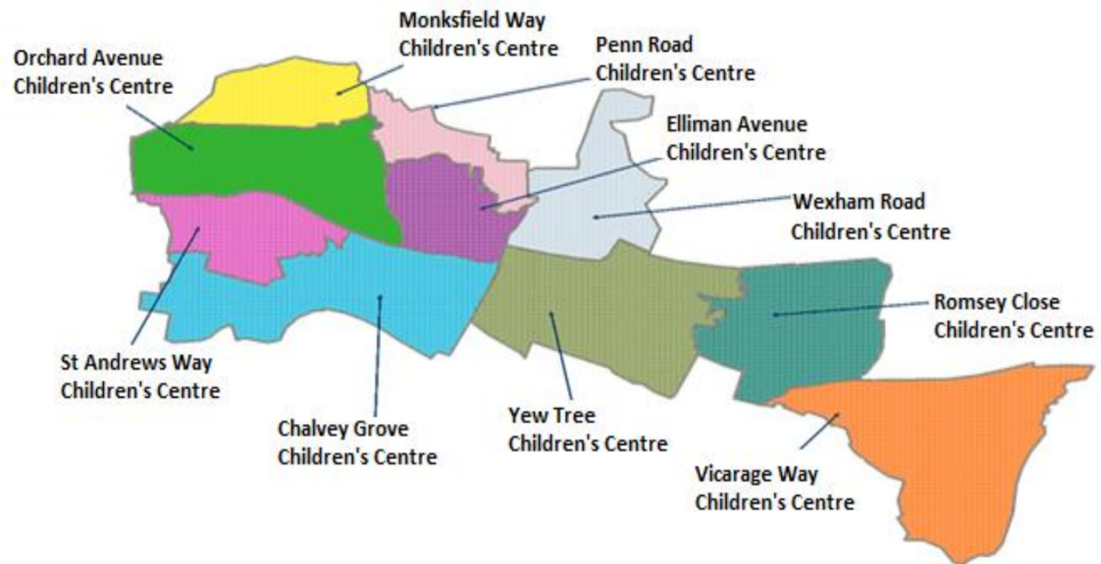 Monksfield Way
Children's Centre
Orchard Avenue
Children's Centre
Penn Road
Children's Centre
Elliman Avenue
Children's Centre
Wexham Road
Children's Centre
Romsey Close
Children's Centre
St Andrews Way
Children's Centre
Chalvey Grove
Children's Centre
Yew Tree
Children's Centre
Vicarage Way
Children's Centre